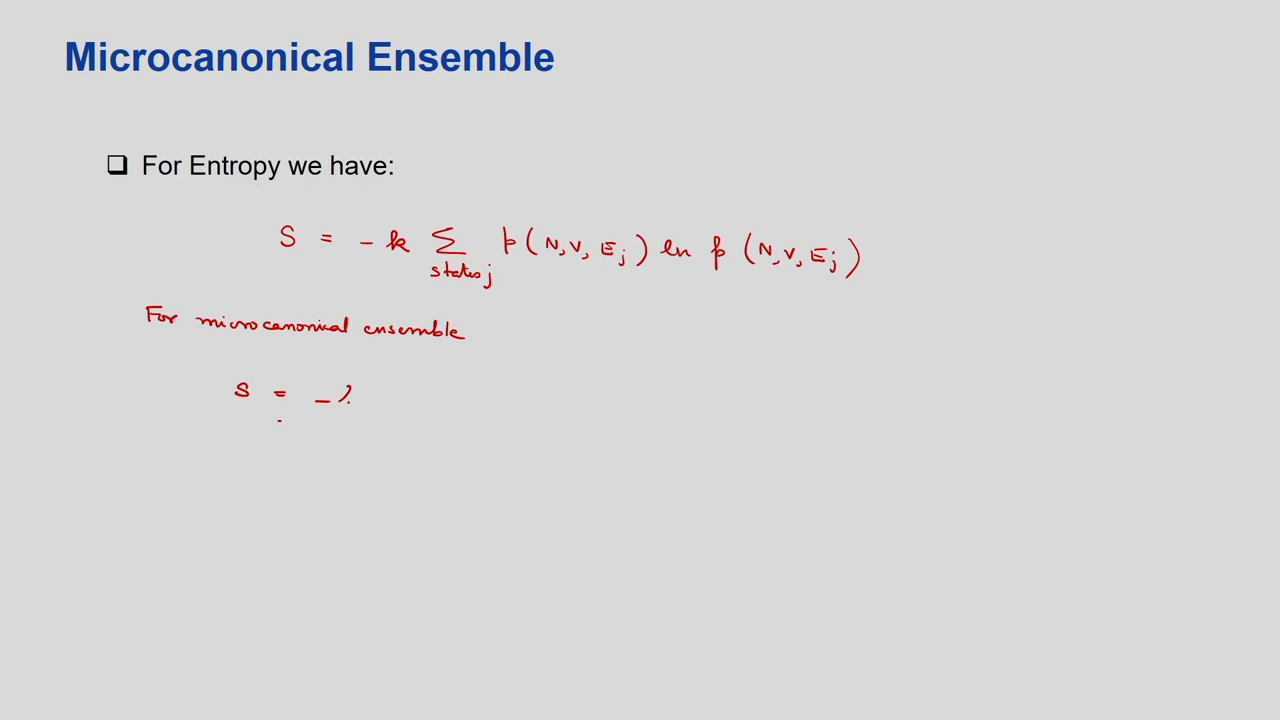 Microcanonical Ensemble
❑ For Entropy we have:
S = - k ∑ p(N,V,E_j) ln p(N,V,E_j)
states j
For microcanonical ensemble
S = -